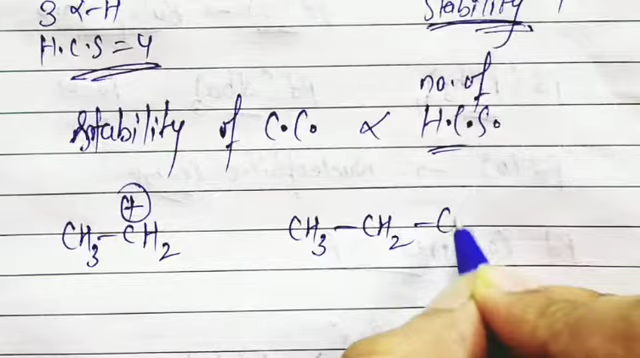 3 α-H
H.C.S = 4
Stability
no. of
Stability of C.C. ∝ H.C.S.
CH3-CH2 +
CH3-CH2-C